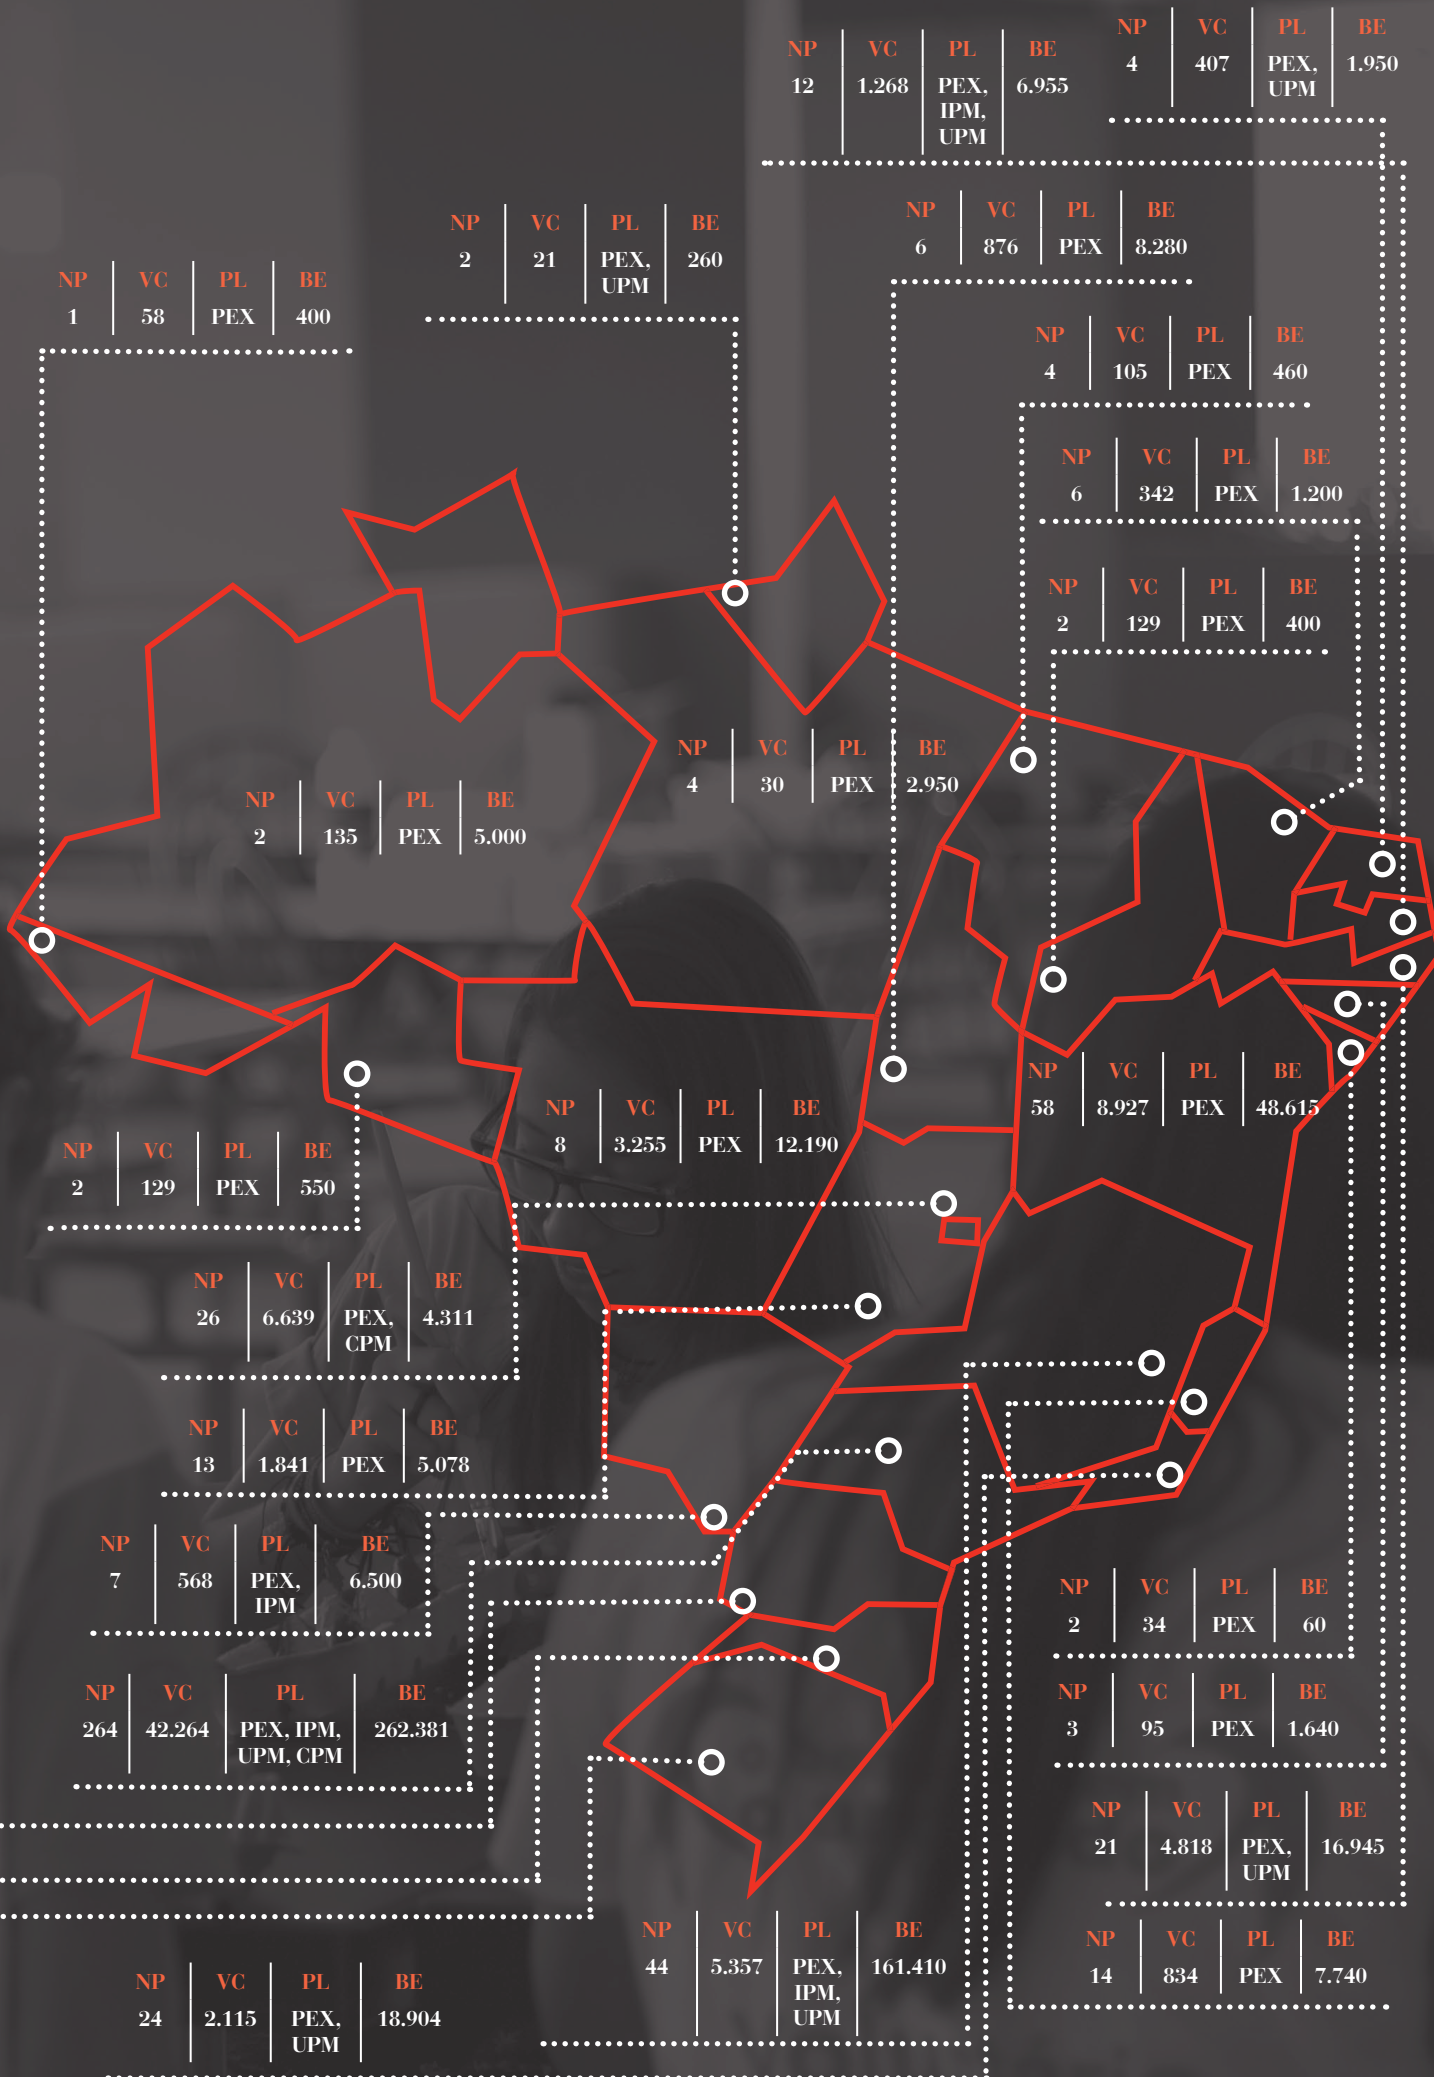 NP VC PL BE
4 407 PEX, 1.950
UPM
NP VC PL BE
12 1.268 PEX, 6.955
IPM,
UPM
NP VC PL BE
6 876 PEX 8.280
NP VC PL BE
2 21 PEX, 260
UPM
NP VC PL BE
1 58 PEX 400
NP VC PL BE
4 105 PEX 460
NP VC PL BE
6 342 PEX 1.200
NP VC PL BE
2 129 PEX 400
NP VC PL BE
4 30 PEX 2.950
NP VC PL BE
2 135 PEX 5.000
NP VC PL BE
58 8.927 PEX 48.615
NP VC PL BE
8 3.255 PEX 12.190
NP VC PL BE
2 129 PEX 550
NP VC PL BE
26 6.639 PEX, 4.311
CPM
NP VC PL BE
13 1.841 PEX 5.078
NP VC PL BE
7 568 PEX, 6.500
IPM
NP VC PL BE
2 34 PEX 60
NP VC PL BE
264 42.264 PEX, IPM, 262.381
UPM, CPM
NP VC PL BE
3 95 PEX 1.640
NP VC PL BE
21 4.818 PEX, 16.945
UPM
NP VC PL BE
44 5.357 PEX, 161.410
IPM,
UPM
NP VC PL BE
14 834 PEX 7.740
NP VC PL BE
24 2.115 PEX, 18.904
UPM